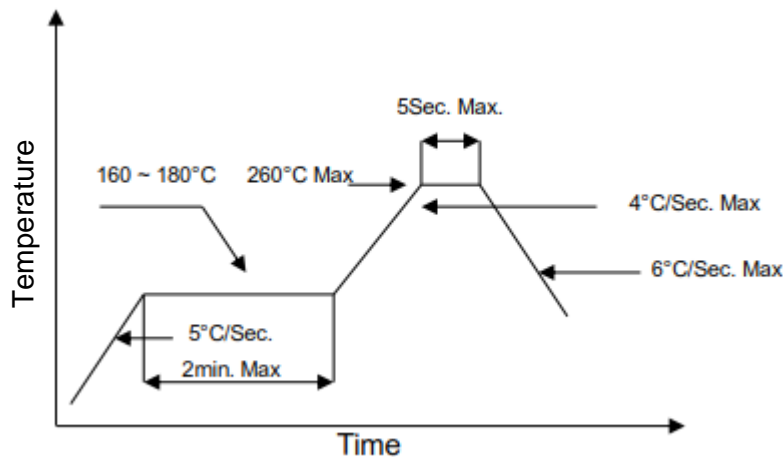 5Sec. Max.
160 ~ 180°C 260°C Max
4°C/Sec. Max
6°C/Sec. Max
5°C/Sec.
2min. Max
Temperature
Time